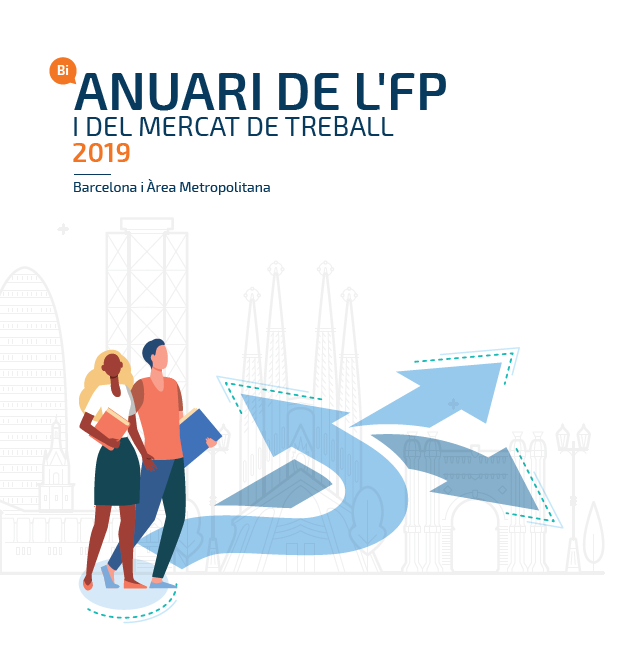 Bi
ANUARI DE L'FP
I DEL MERCAT DE TREBALL
2019
Barcelona i Àrea Metropolitana